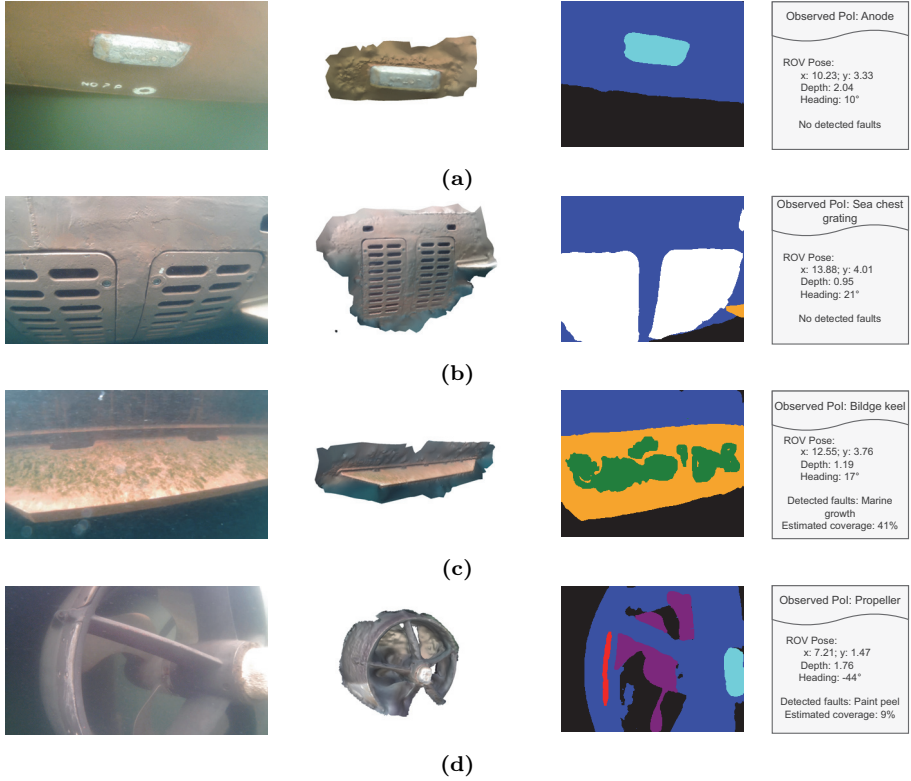 NO 7 P
Observed PoI: Anode
ROV Pose:
x: 10.23; y: 3.33
Depth: 2.04
Heading: 10°
No detected faults
(a)
Observed PoI: Sea chest
grating
ROV Pose:
x: 13.88; y: 4.01
Depth: 0.95
Heading: 21°
No detected faults
(b)
Observed PoI: Bildge keel
ROV Pose:
x: 12.55; y: 3.76
Depth: 1.19
Heading: 17°
Detected faults: Marine
growth
Estimated coverage: 41%
(c)
Observed PoI: Propeller
ROV Pose:
x: 7.21; y: 1.47
Depth: 1.76
Heading: -44°
Detected faults: Paint peel
Estimated coverage: 9%
(d)